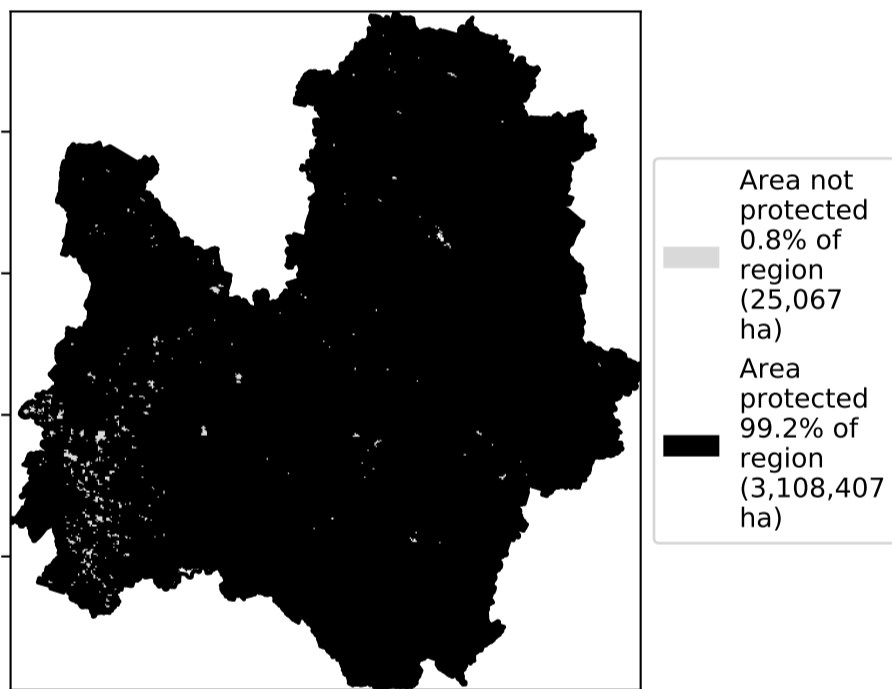 Area not
protected
0.8% of
region
(25,067
ha)
Area
protected
99.2% of
region
(3,108,407
ha)